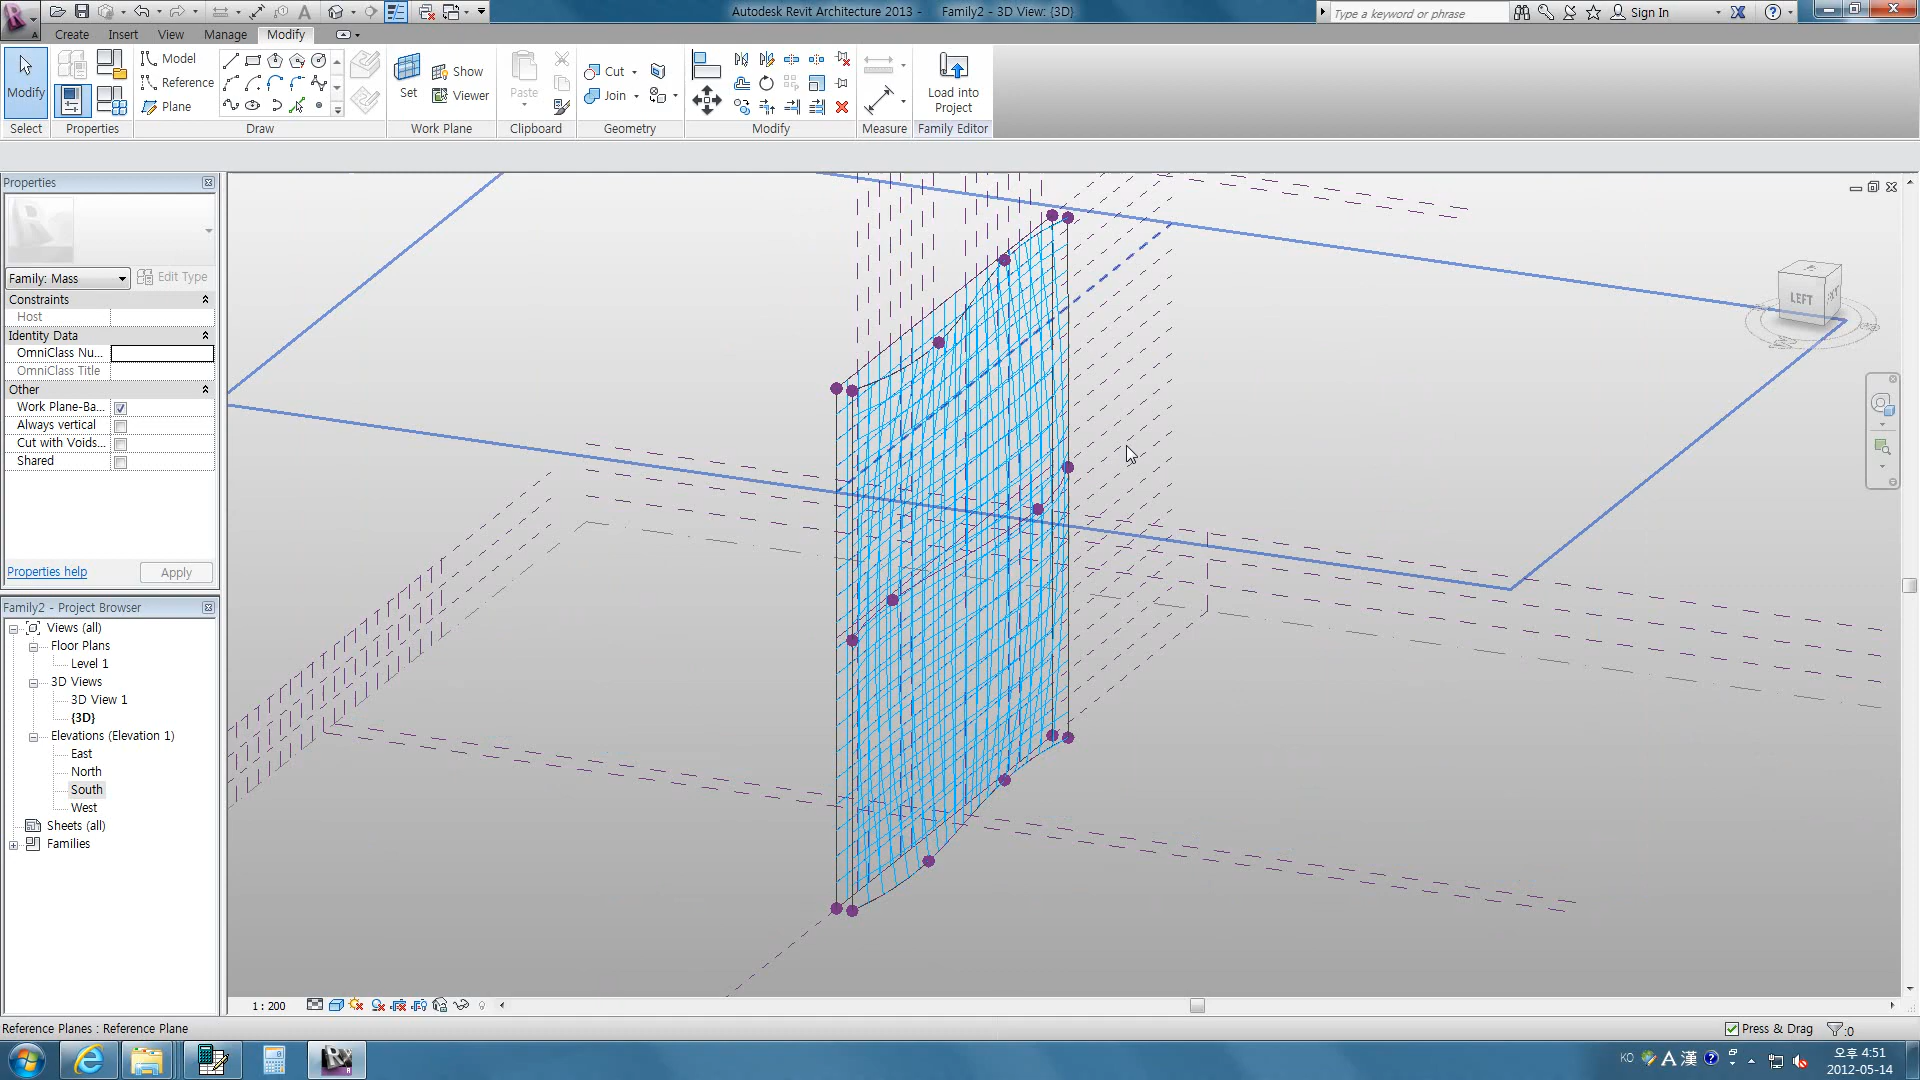 Autodesk Revit Architecture 2013 -    Family2 - 3D View: {3D}
Type a keyword or phrase
Sign In
Create Insert View Manage Modify
Modify
Model
Reference
Plane
Set
Show
Viewer
Paste
Cut
Join
Load into
Project
Select
Properties
Draw
Work Plane
Clipboard
Geometry
Modify
Measure
Family Editor
Properties
Family: Mass
Edit Type
Constraints
Host
Identity Data
OmniClass Nu...
OmniClass Title
Other
Work Plane-Ba...
Always vertical
Cut with Voids...
Shared
Properties help
Apply
Family2 - Project Browser
Views (all)
Floor Plans
Level 1
3D Views
3D View 1
{3D}
Elevations (Elevation 1)
East
North
South
West
Sheets (all)
Families
LEFT
1 : 200
Reference Planes : Reference Plane
Press & Drag
:0
KO
A 漢
오후 4:51
2012-05-14